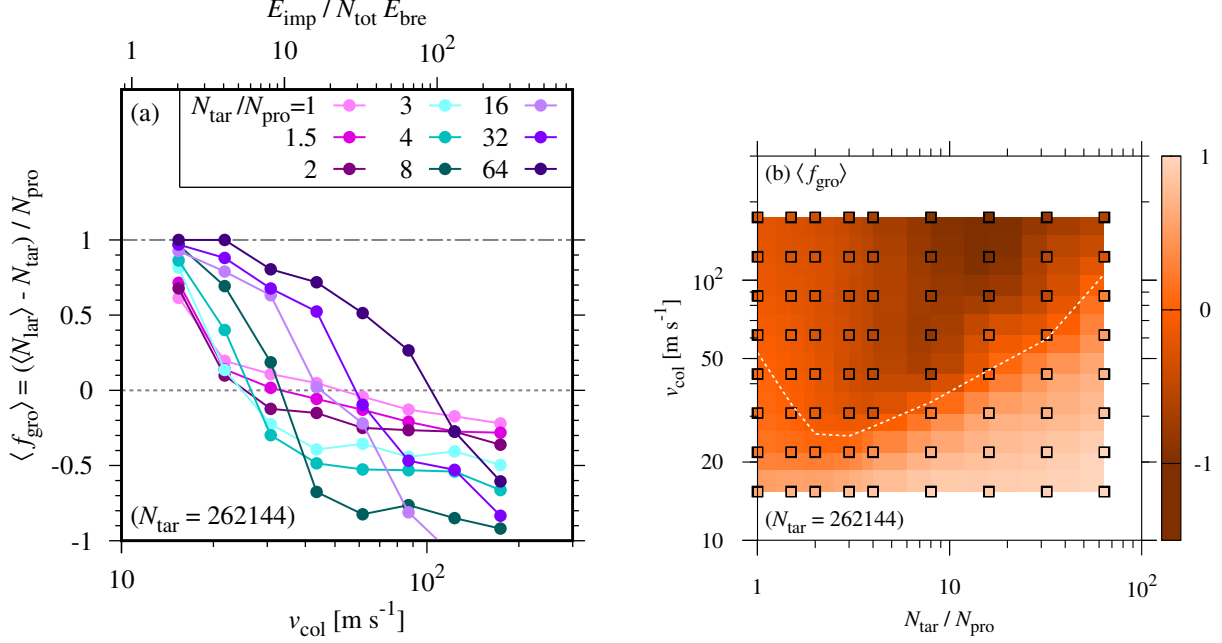 E_imp / N_tot E_bre
1 10 10^2
(a)
N_tar /N_pro=1 3 16
1.5 4 32
2 8 64
⟨ f_gro⟩ = (⟨N_lar⟩ - N_tar) / N_pro
1
0.5
0
-0.5
-1
(N_tar = 262144)
10 10^2
v_col [m s^-1]
(b) ⟨ f_gro⟩
v_col [m s^-1]
10^2
50
20
10
(N_tar = 262144)
1 10 10^2
N_tar / N_pro
1
0
-1